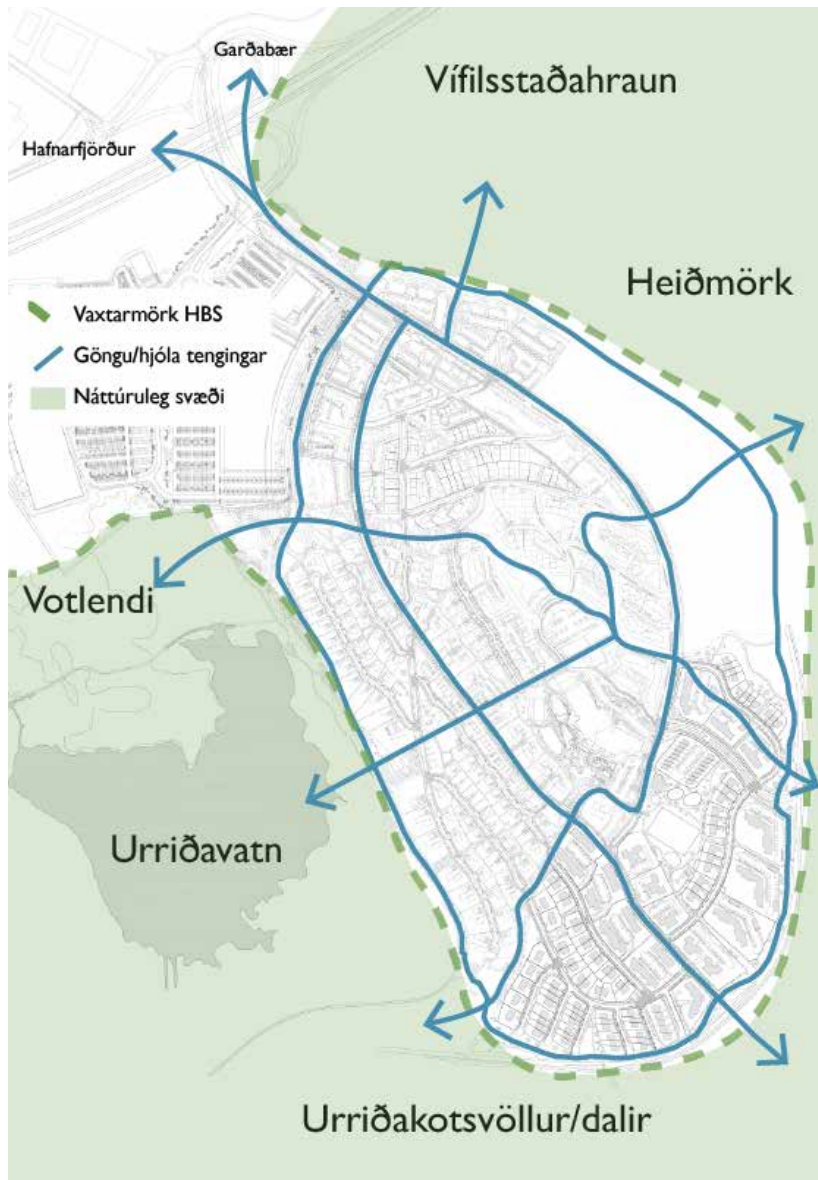 Garðabær
Vífilsstaðahraun
Hafnarfjörður
Heiðmörk
Vaxtarmörk HBS
Göngu/hjóla tengingar
Náttúruleg svæði
Votlendi
Urriðavatn
Urriðakotsvöllur/dalir